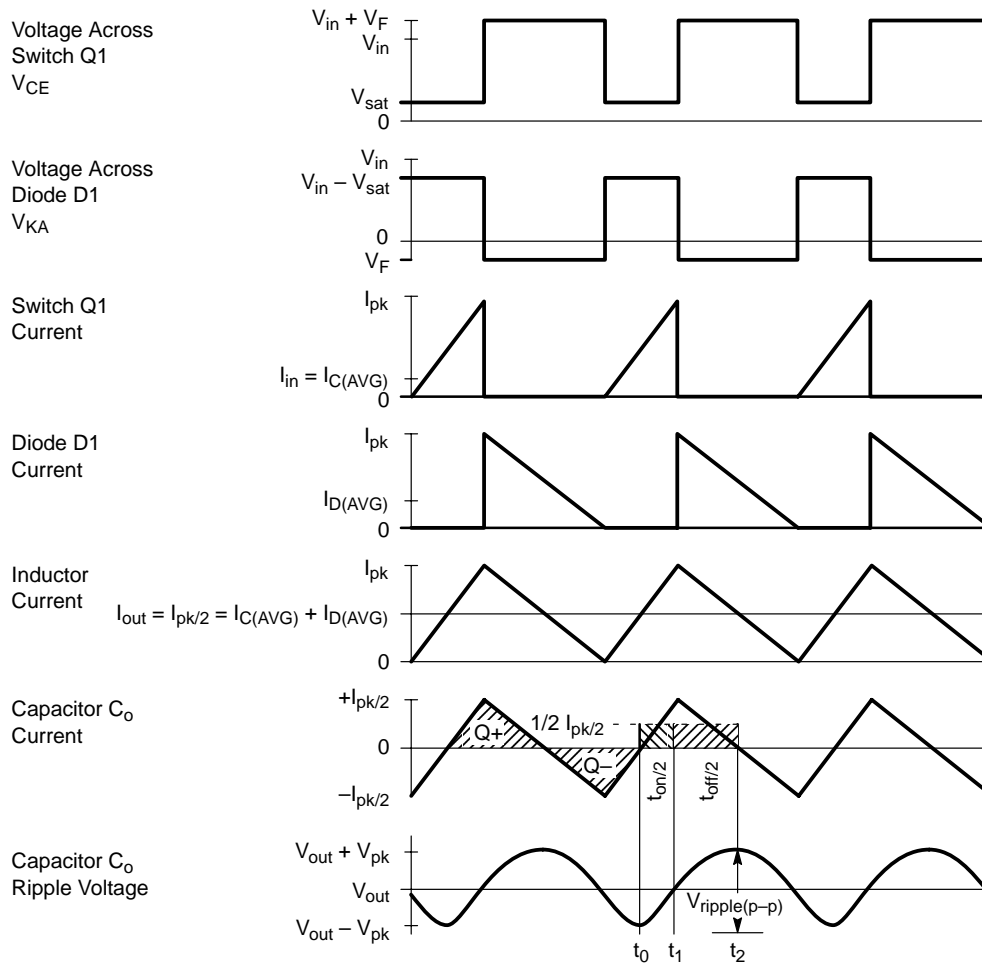 Voltage Across
Switch Q1
VCE
Vin + VF
Vin
Vsat
0
Voltage Across
Diode D1
VKA
Vin
Vin – Vsat
0
VF
Switch Q1
Current
Ipk
Iin = IC(AVG)
0
Diode D1
Current
Ipk
ID(AVG)
0
Inductor
Current
Ipk
Iout = Ipk/2 = IC(AVG) + ID(AVG)
0
Capacitor Co
Current
+Ipk/2
0
–Ipk/2
Q+
1/2 Ipk/2
Q–
ton/2
toff/2
Capacitor Co
Ripple Voltage
Vout + Vpk
Vout
Vout – Vpk
Vripple(p–p)
t0
t1
t2